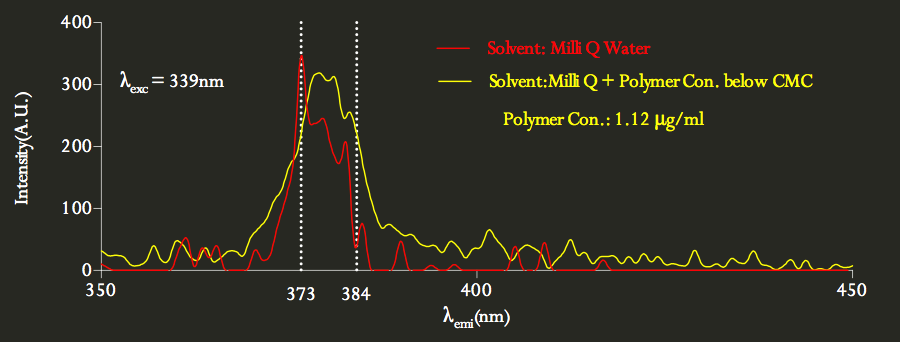 400
300
200
100
0
Intensity(A.U.)
λexc = 339nm
Solvent: Milli Q Water
Solvent:Milli Q + Polymer Con. below CMC
Polymer Con.: 1.12 μg/ml
350
373
384
400
450
λemi(nm)